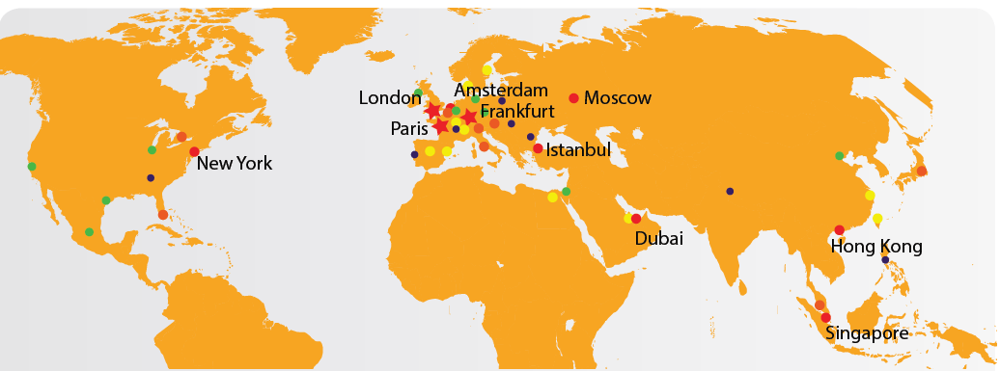 Amsterdam
London
Moscow
Frankfurt
Paris
Istanbul
New York
Dubai
Hong Kong
Singapore